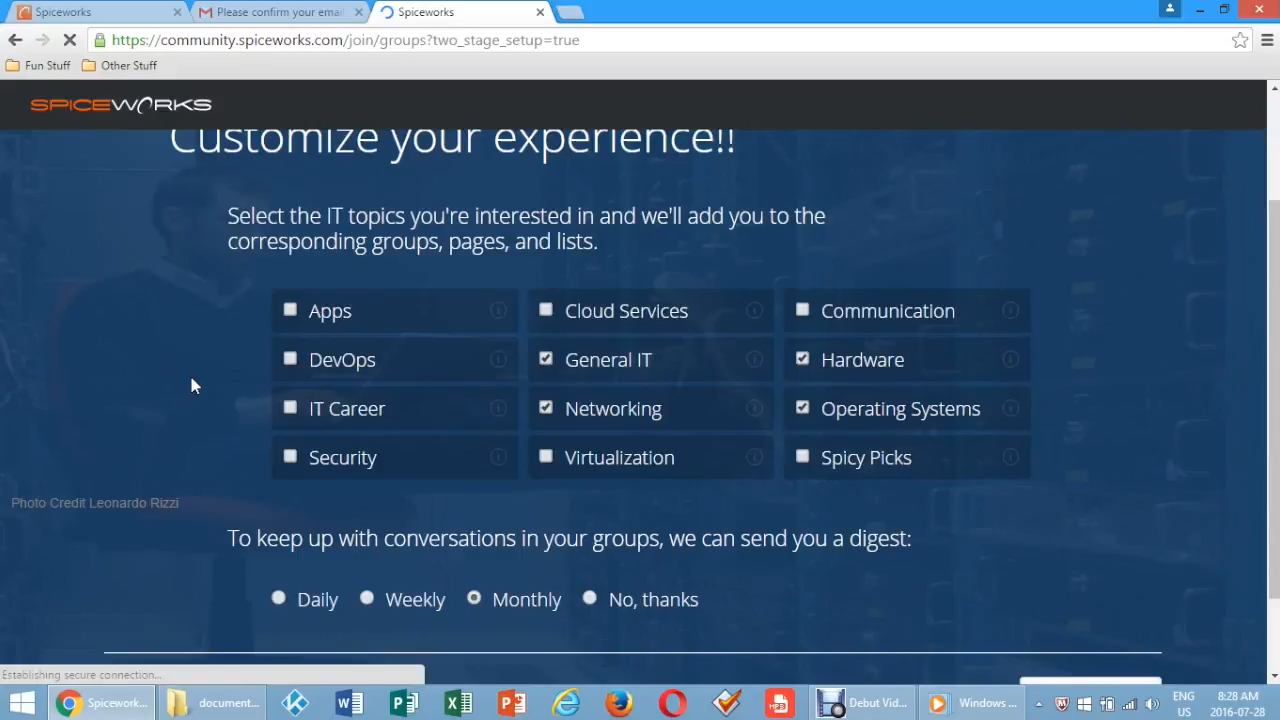 Spiceworks
Please confirm your email
Spiceworks
https://community.spiceworks.com/join/groups?two_stage_setup=true
Fun Stuff
Other Stuff
SPICEWORKS
Customize your experience!!
Select the IT topics you're interested in and we'll add you to the
corresponding groups, pages, and lists.
Apps
Cloud Services
Communication
DevOps
General IT
Hardware
IT Career
Networking
Operating Systems
Security
Virtualization
Spicy Picks
Photo Credit Leonardo Rizzi
To keep up with conversations in your groups, we can send you a digest:
Daily
Weekly
Monthly
No, thanks
Establishing secure connection...
Spicework...
document...
MP3
Debut Vid...
Windows ...
ENG
US
8:28 AM
2016-07-28